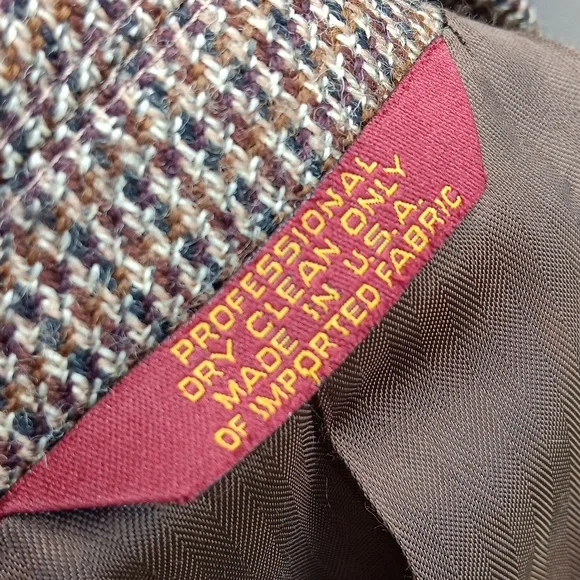 PROFESSIONAL
DRY CLEAN ONLY
MADE IN U.S.A.
OF IMPORTED FABRIC